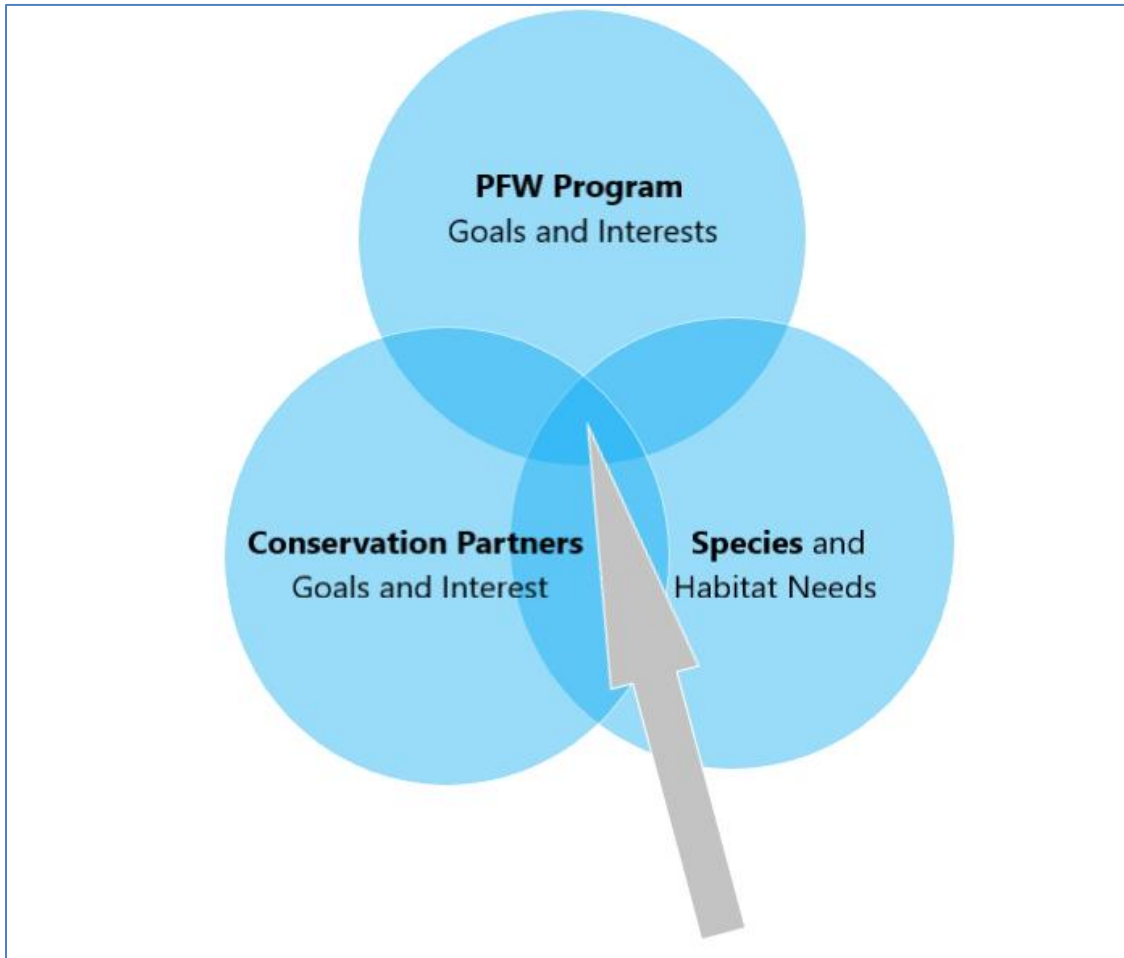 PFW Program
Goals and Interests
Conservation Partners
Goals and Interest
Species and
Habitat Needs